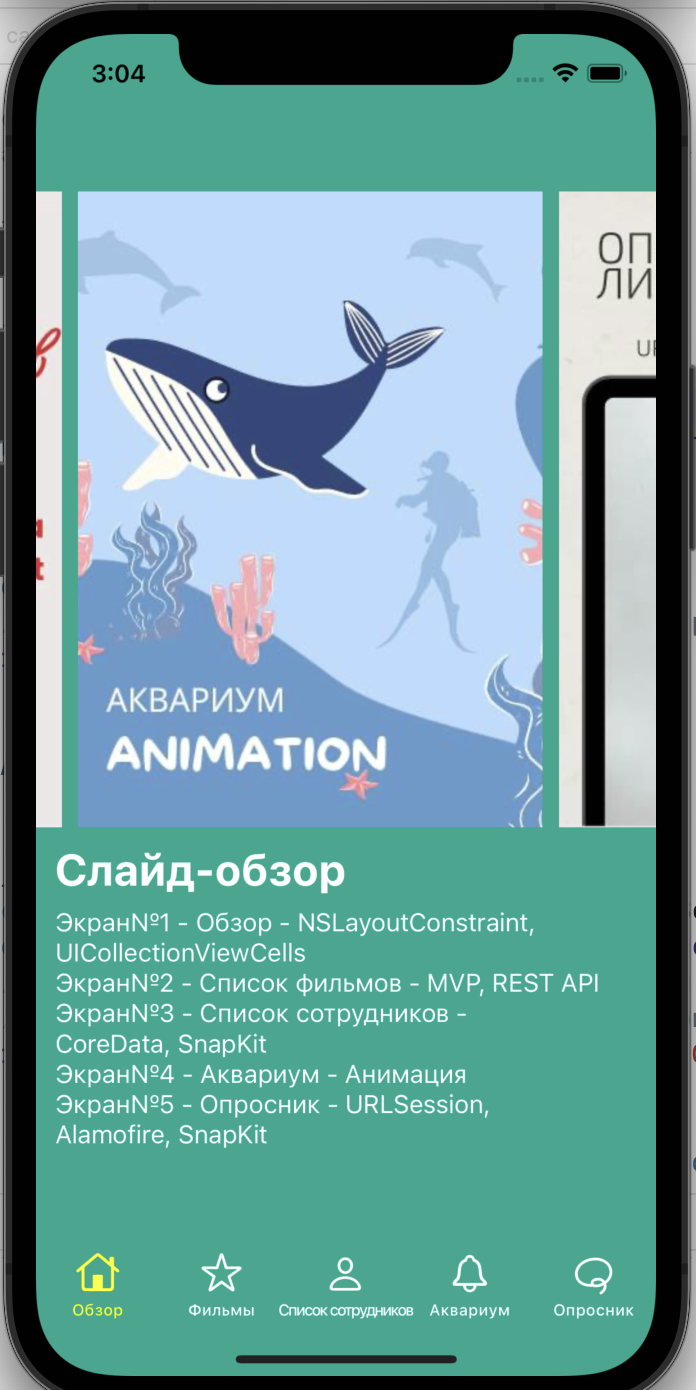 3:04
ОП
ЛИ
АКВАРИУМ
ANIMATION
Слайд-обзор
Экран№1 - Обзор - NSLayoutConstraint,
UICollectionViewCells
Экран№2 - Список фильмов - MVP, REST API
Экран№3 - Список сотрудников -
CoreData, SnapKit
Экран№4 - Аквариум - Анимация
Экран№5 - Опросник - URLSession,
Alamofire, SnapKit
Обзор
Фильмы
Список сотрудников
Аквариум
Опросник